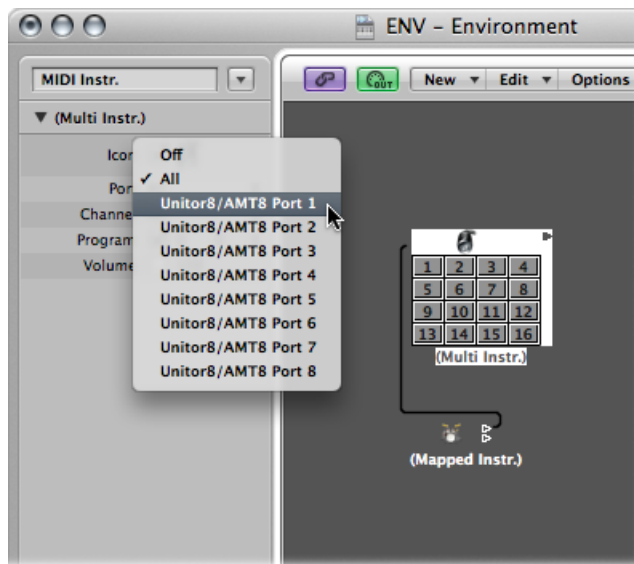 ENV – Environment
MIDI Instr.
OUT
New
Edit
Options
(Multi Instr.)
Off
✓ All
Unitor8/AMT8 Port 1
Unitor8/AMT8 Port 2
Unitor8/AMT8 Port 3
Unitor8/AMT8 Port 4
Unitor8/AMT8 Port 5
Unitor8/AMT8 Port 6
Unitor8/AMT8 Port 7
Unitor8/AMT8 Port 8
Icon
Por
Channe
Program
Volume
1 2 3 4
5 6 7 8
9 10 11 12
13 14 15 16
(Multi Instr.)
(Mapped Instr.)